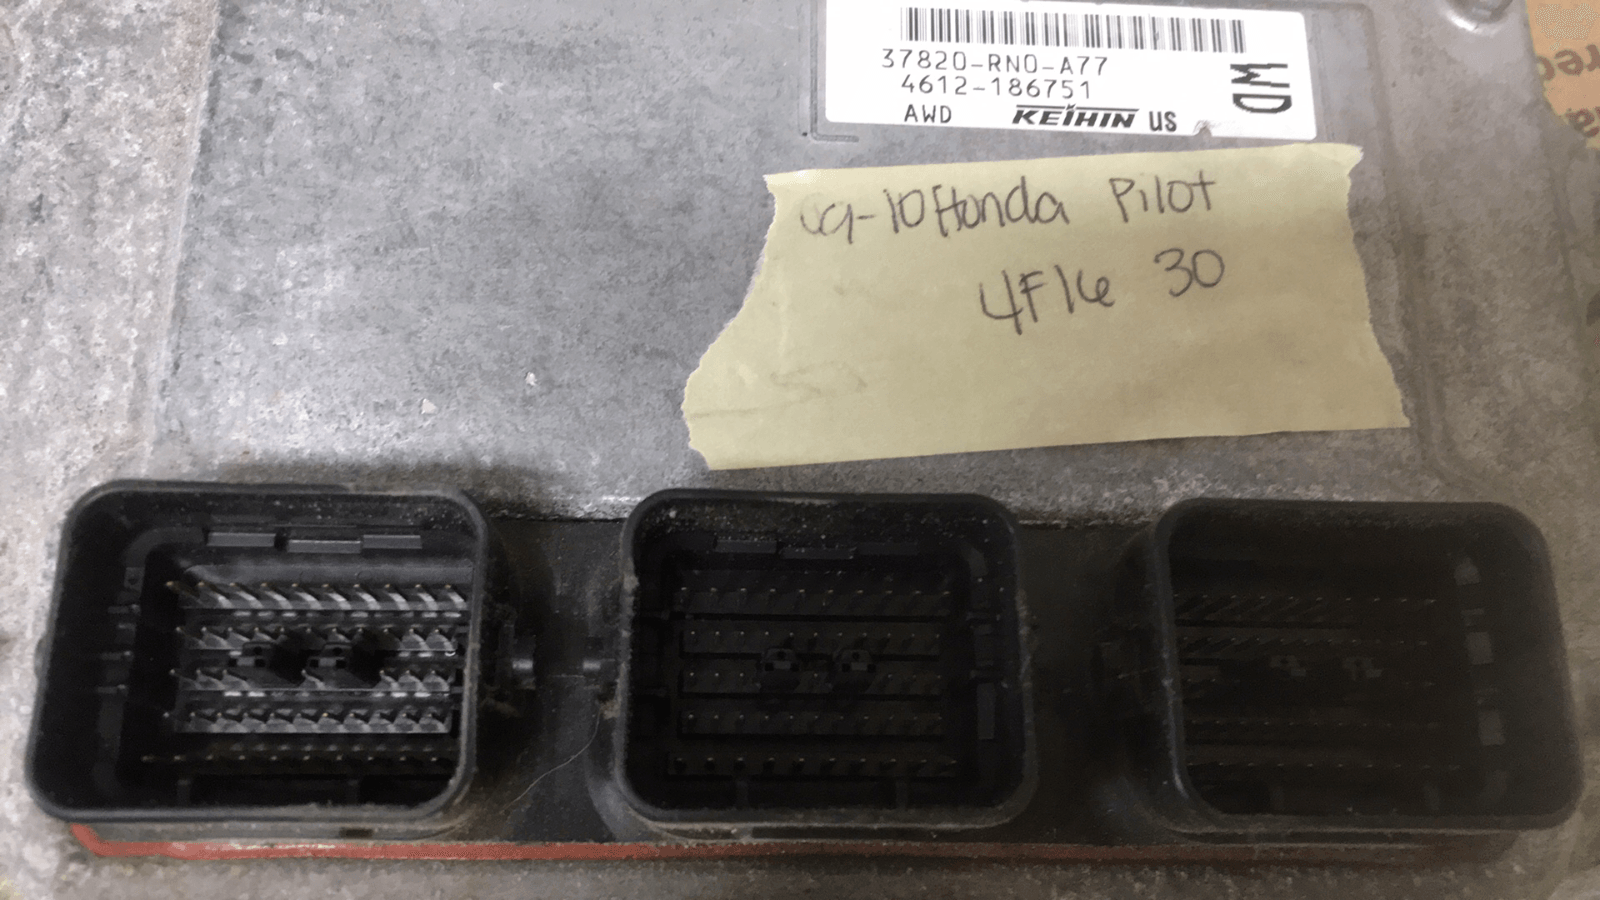 37820-RN0-A77
4612-186751
AWD KEIHIN US
WD
09-10 Honda Pilot
4F16 30